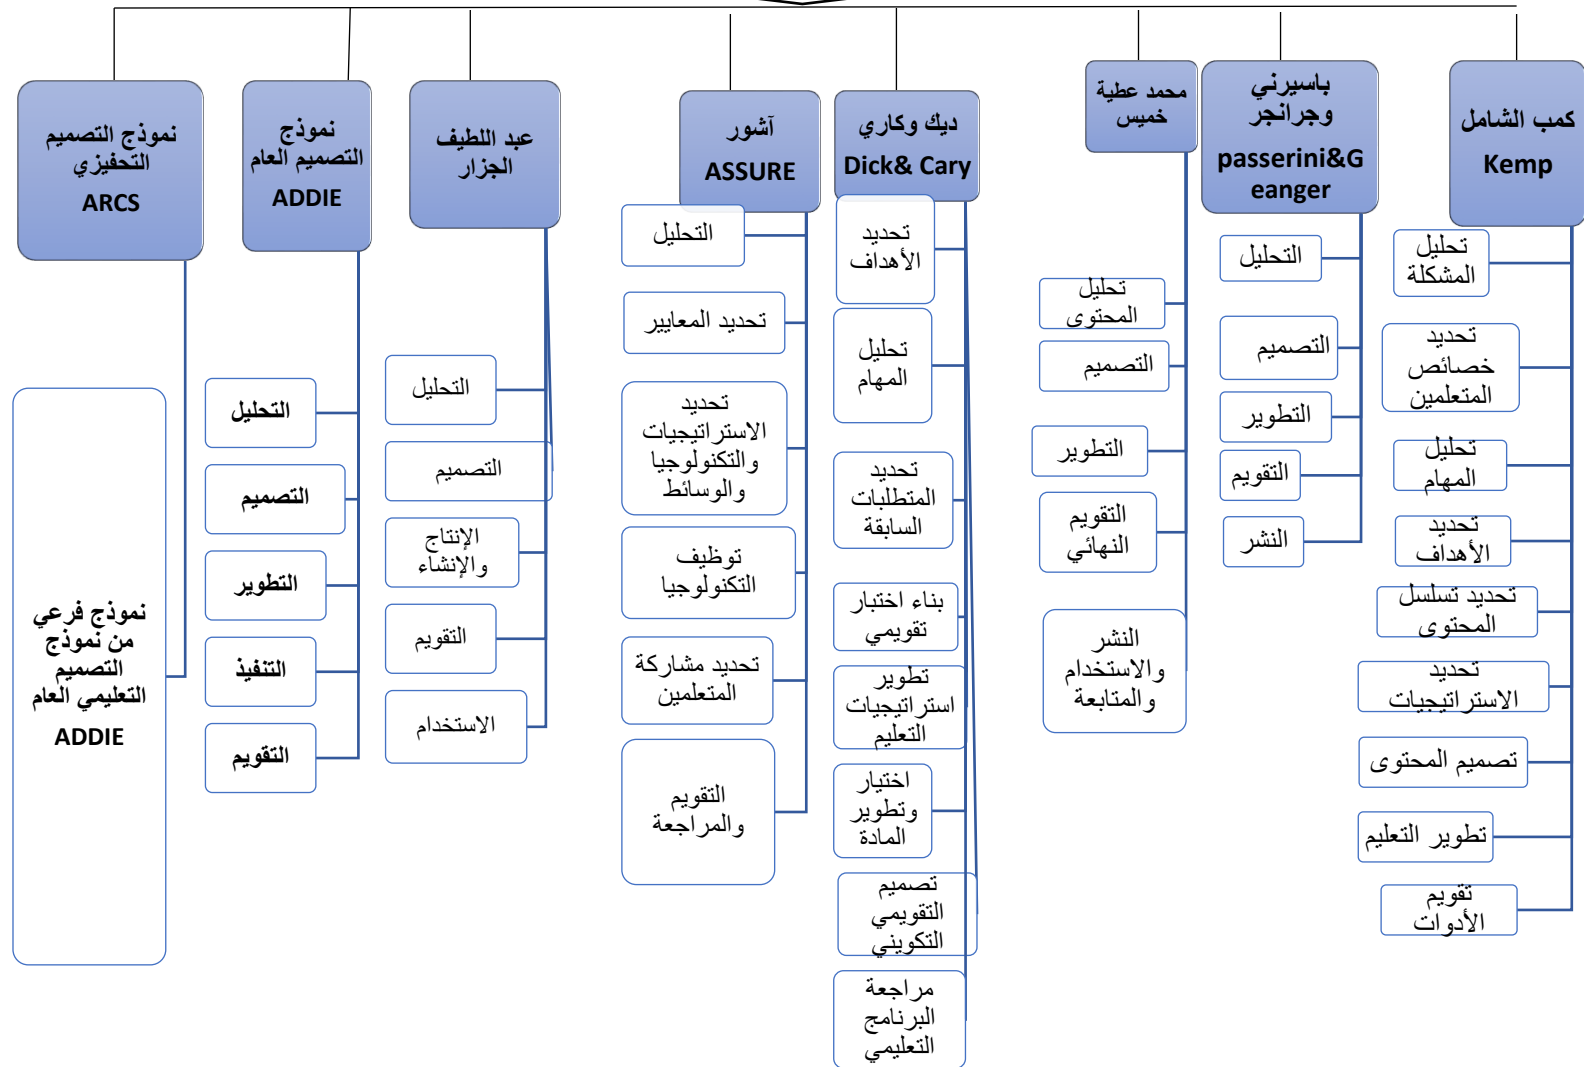 كمب الشامل
Kemp
تحليل
المشكلة
تحديد
خصائص
المتعلمين
تحليل
المهام
تحديد
الأهداف
تحديد تسلسل
المحتوى
تحديد
الاستراتيجيات
تصميم المحتوى
تطوير التعليم
تقويم
الأدوات
باسيرني
وجرانجر
passerini&G
eanger
التحليل
التصميم
التطوير
التقويم
النشر
محمد عطية
خميس
تحليل
المحتوى
التصميم
التطوير
التقويم
النهائي
النشر
والاستخدام
والمتابعة
ديك وكاري
Dick& Cary
تحديد
الأهداف
تحليل
المهام
تحديد
المتطلبات
السابقة
بناء اختبار
تقويمي
تطوير
استراتيجيات
التعليم
اختيار
وتطوير
المادة
تصميم
التقويمي
التكويني
مراجعة
البرنامج
التعليمي
آشور
ASSURE
التحليل
تحديد المعايير
تحديد
الاستراتيجيات
والتكنولوجيا
والوسائط
توظيف
التكنولوجيا
تحديد مشاركة
المتعلمين
التقويم
والمراجعة
عبد اللطيف
الجزار
التحليل
التصميم
الإنتاج
والإنشاء
التقويم
الاستخدام
نموذج
التصميم العام
ADDIE
التحليل
التصميم
التطوير
التنفيذ
التقويم
نموذج التصميم
التحفيزي
ARCS
نموذج فرعي
من نموذج
التصميم
التعليمي العام
ADDIE